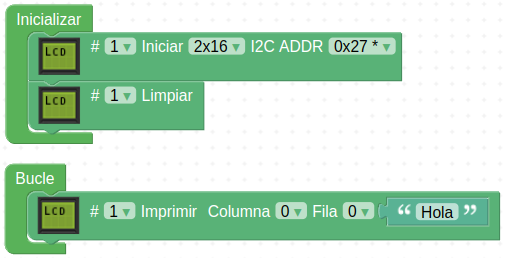 Inicializar
LCD # 1 ▾ Iniciar 2x16 ▾ I2C ADDR 0x27 * ▾
LCD # 1 ▾ Limpiar
Bucle
LCD # 1 ▾ Imprimir Columna 0 ▾ Fila 0 ▾ “ Hola ”